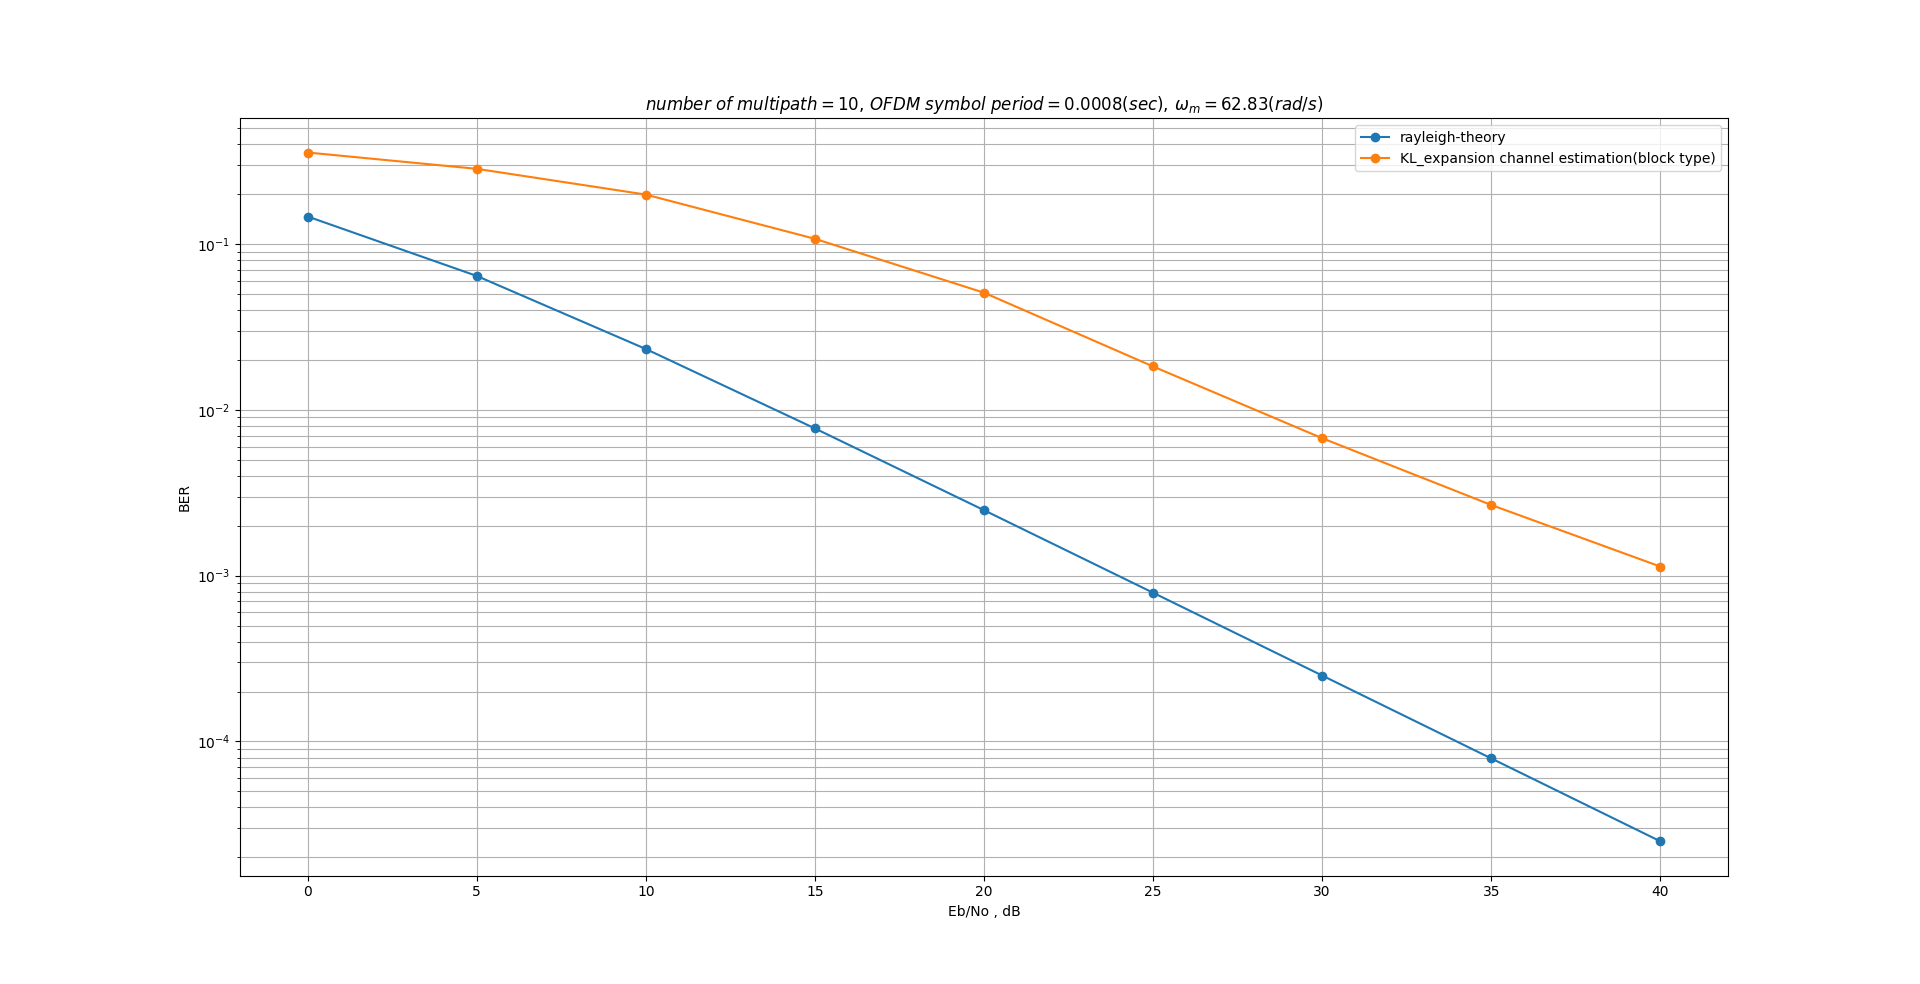 number of multipath = 10, OFDM symbol period = 0.0008(sec), ω_m = 62.83(rad/s)
rayleigh-theory
KL_expansion channel estimation(block type)
10^{-1}
10^{-2}
10^{-3}
10^{-4}
BER
0 5 10 15 20 25 30 35 40
Eb/No , dB